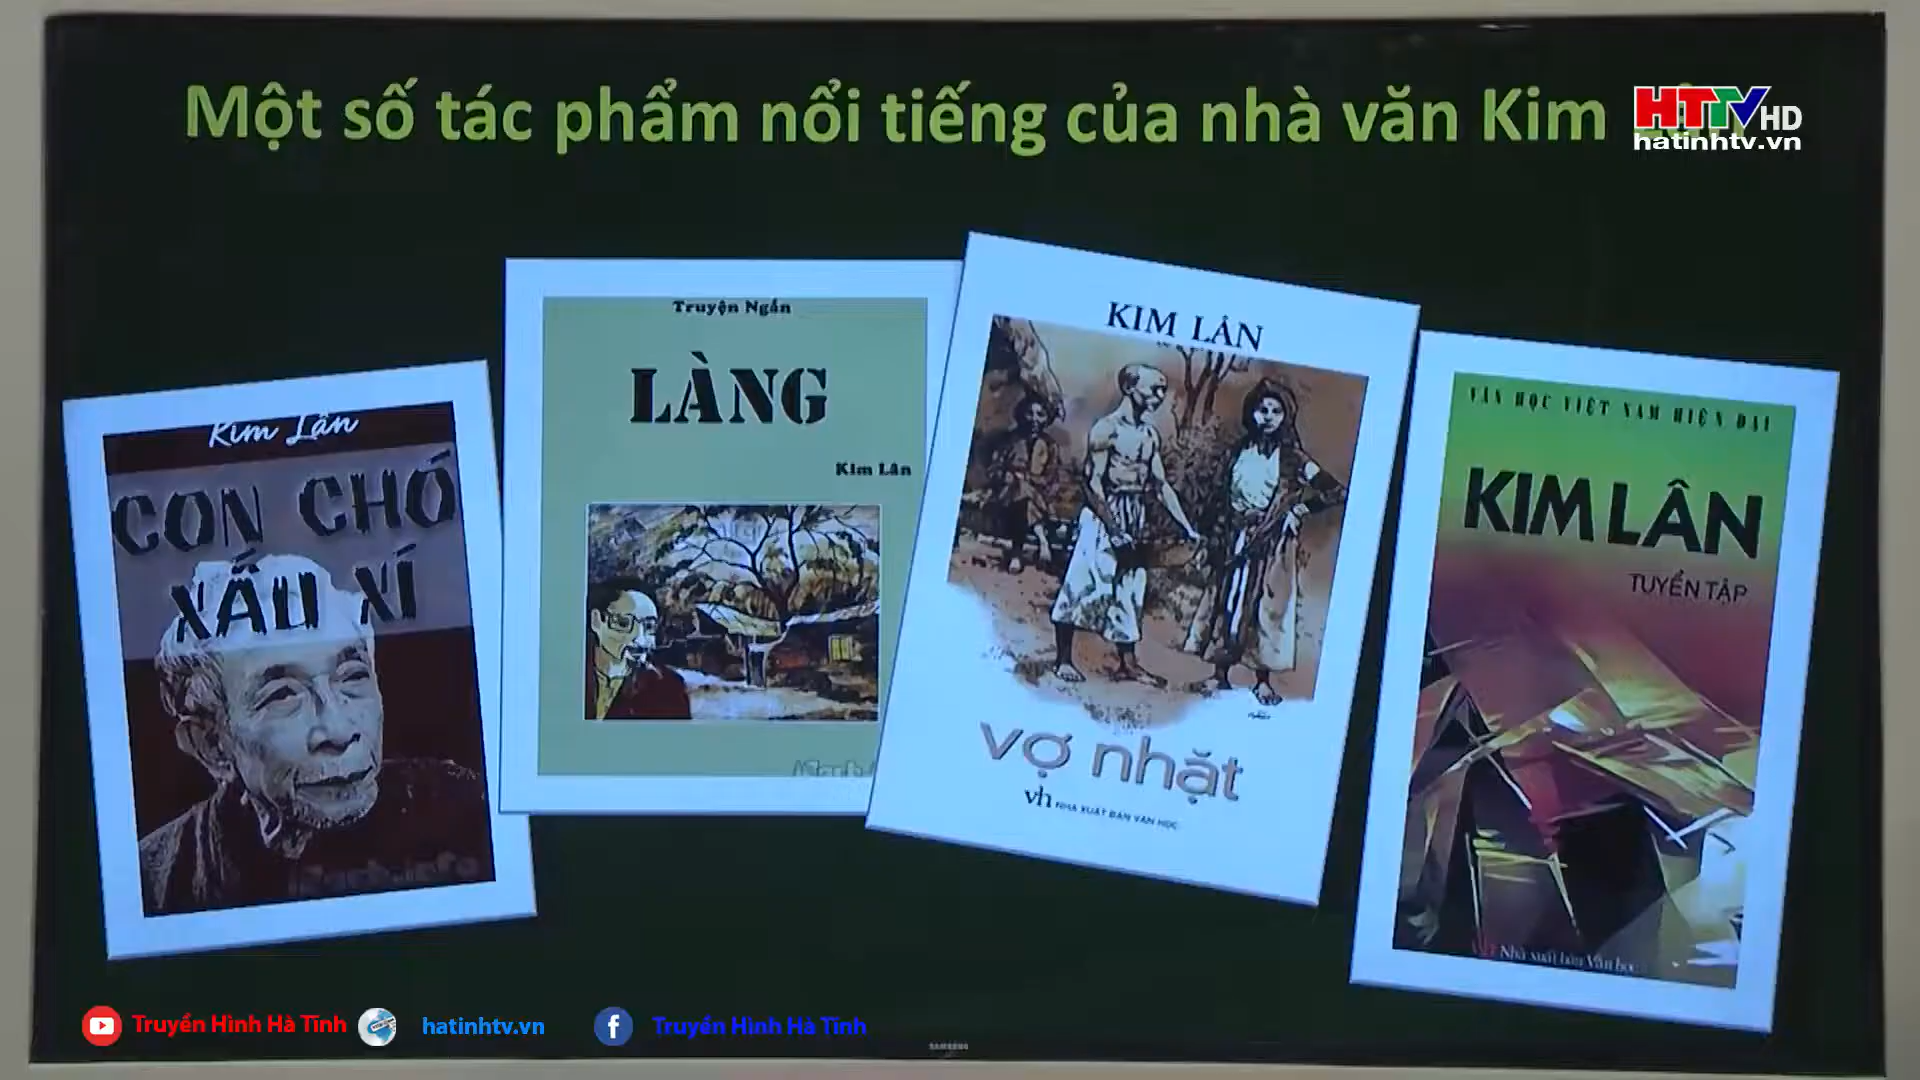 Một số tác phẩm nổi tiếng của nhà văn Kim
HTTV HD
hatinhtv.vn
Kim Lân
CON CHÓ
XẤU XÍ
Truyện Ngắn
LÀNG
Kim Lân
KIM LÂN
vợ nhặt
vh NHÀ XUẤT BẢN VĂN HỌC
VĂN HỌC VIỆT NAM HIỆN ĐẠI
KIM LÂN
TUYỂN TẬP
Nhà xuất bản Văn học
Truyền Hình Hà Tĩnh
hatinhtv.vn
Truyền Hình Hà Tĩnh
SAMSUNG